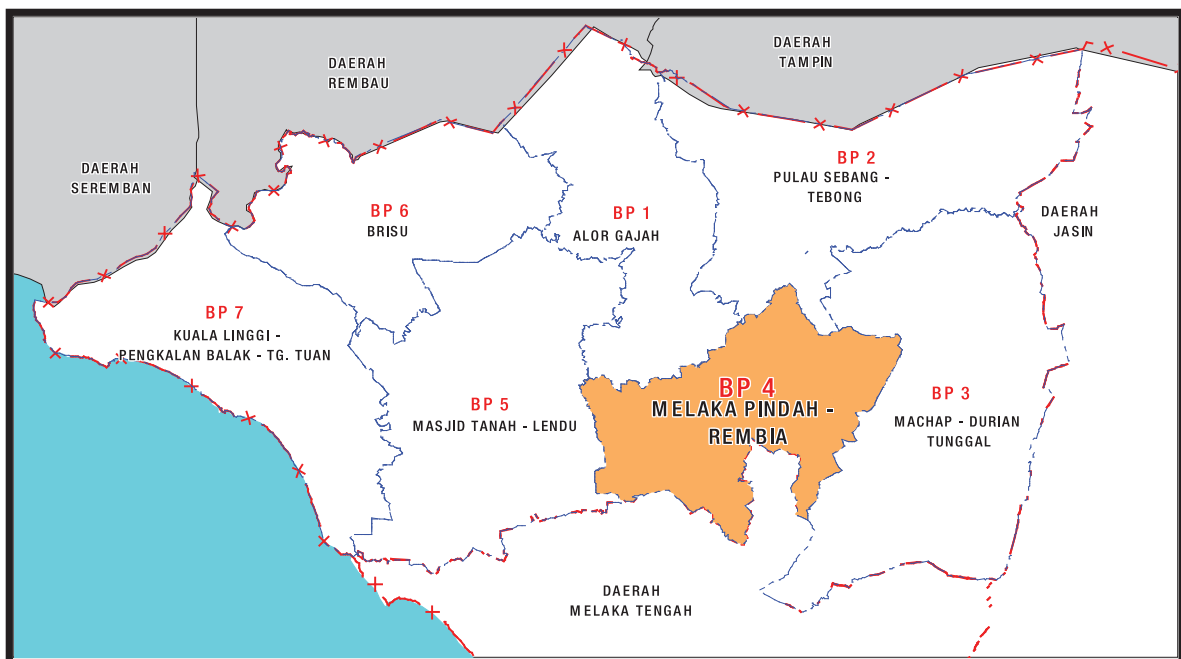 DAERAH
TAMPIN
DAERAH
REMBAU
DAERAH
SEREMBAN
BP 2
PULAU SEBANG -
TEBONG
BP 6
BRISU
BP 1
ALOR GAJAH
DAERAH
JASIN
BP 7
KUALA LINGGI -
PENGKALAN BALAK - TG. TUAN
BP 5
MASJID TANAH - LENDU
BP 4
MELAKA PINDAH -
REMBIA
BP 3
MACHAP - DURIAN
TUNGGAL
DAERAH
MELAKA TENGAH